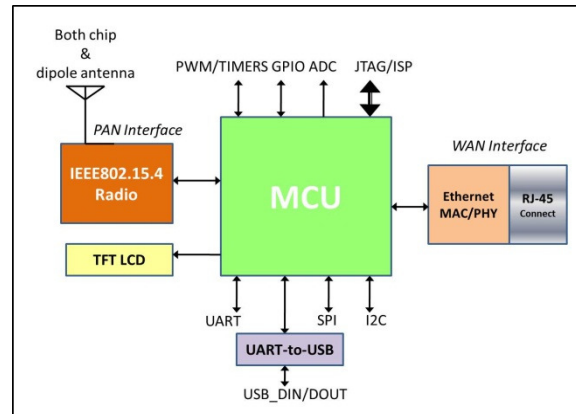 Both chip
&
dipole antenna
PWM/TIMERS GPIO ADC
JTAG/ISP
PAN Interface
WAN Interface
IEEE802.15.4
Radio
MCU
Ethernet
MAC/PHY
RJ-45
Connect
TFT LCD
UART
SPI
I2C
UART-to-USB
USB_DIN/DOUT